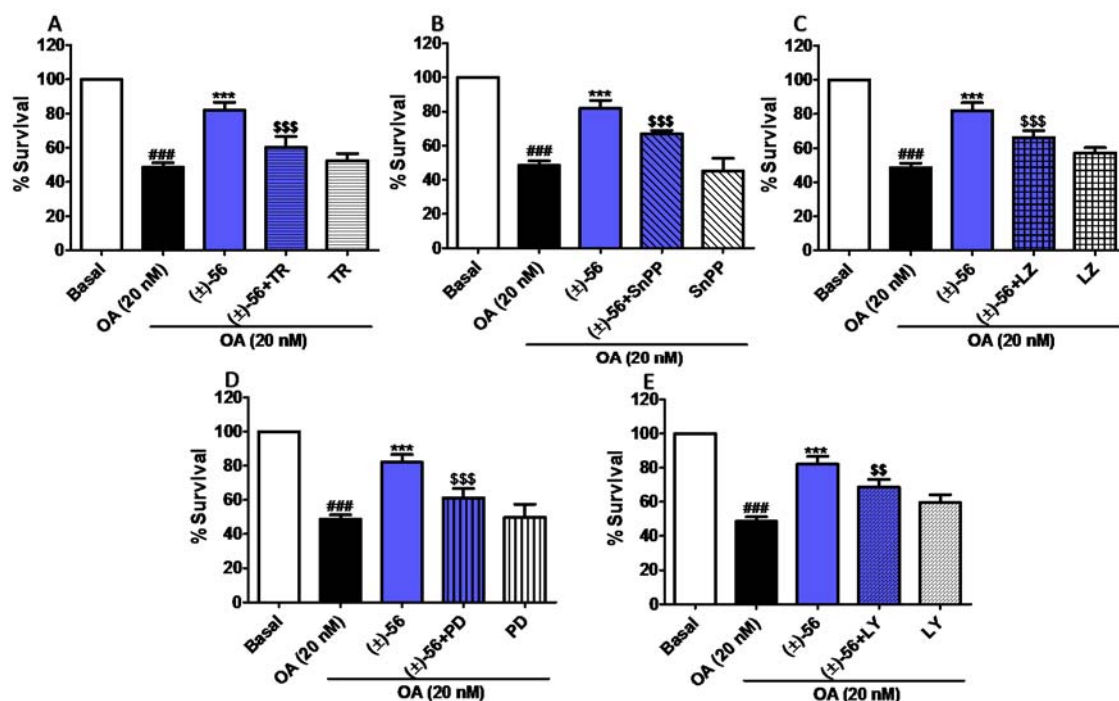 A
% Survival
120
100
80
60
40
20
0
###
***
$$$
Basal
OA (20 nM)
(±)-56
(±)-56+TR
TR
OA (20 nM)
B
% Survival
120
100
80
60
40
20
0
###
***
$$$
Basal
OA (20 nM)
(±)-56
(±)-56+SnPP
SnPP
OA (20 nM)
C
% Survival
120
100
80
60
40
20
0
###
***
$$$
Basal
OA (20 nM)
(±)-56
(±)-56+LZ
LZ
OA (20 nM)
D
% Survival
120
100
80
60
40
20
0
###
***
$$$
Basal
OA (20 nM)
(±)-56
(±)-56+PD
PD
OA (20 nM)
E
% Survival
120
100
80
60
40
20
0
###
***
$$
Basal
OA (20 nM)
(±)-56
(±)-56+LY
LY
OA (20 nM)